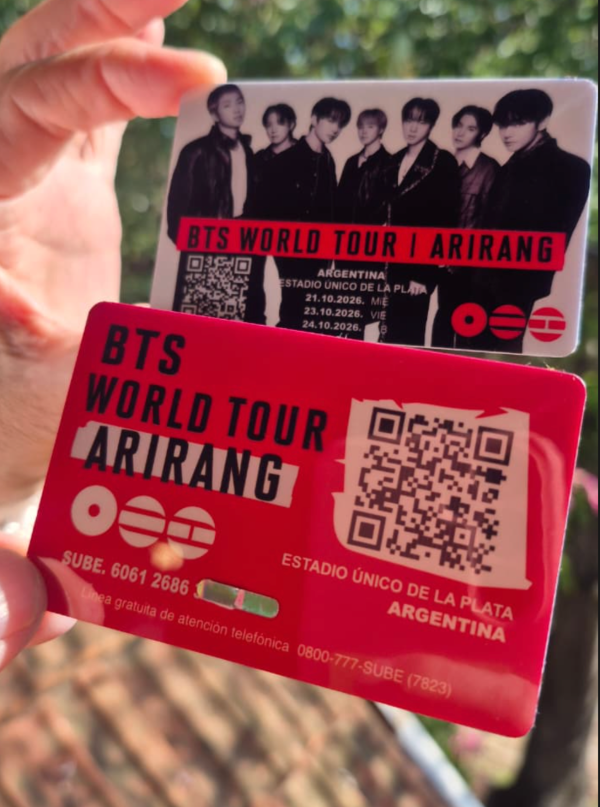 BTS WORLD TOUR | ARIRANG
ARGENTINA
ESTADIO ÚNICO DE LA PLATA
21.10.2026. MIE
23.10.2026. VIE
24.10.2026.
BTS
WORLD TOUR
ARIRANG
SUBE. 6061 2686
Línea gratuita de atención telefónica 0800-777-SUBE (7823)
ESTADIO ÚNICO DE LA PLATA
ARGENTINA